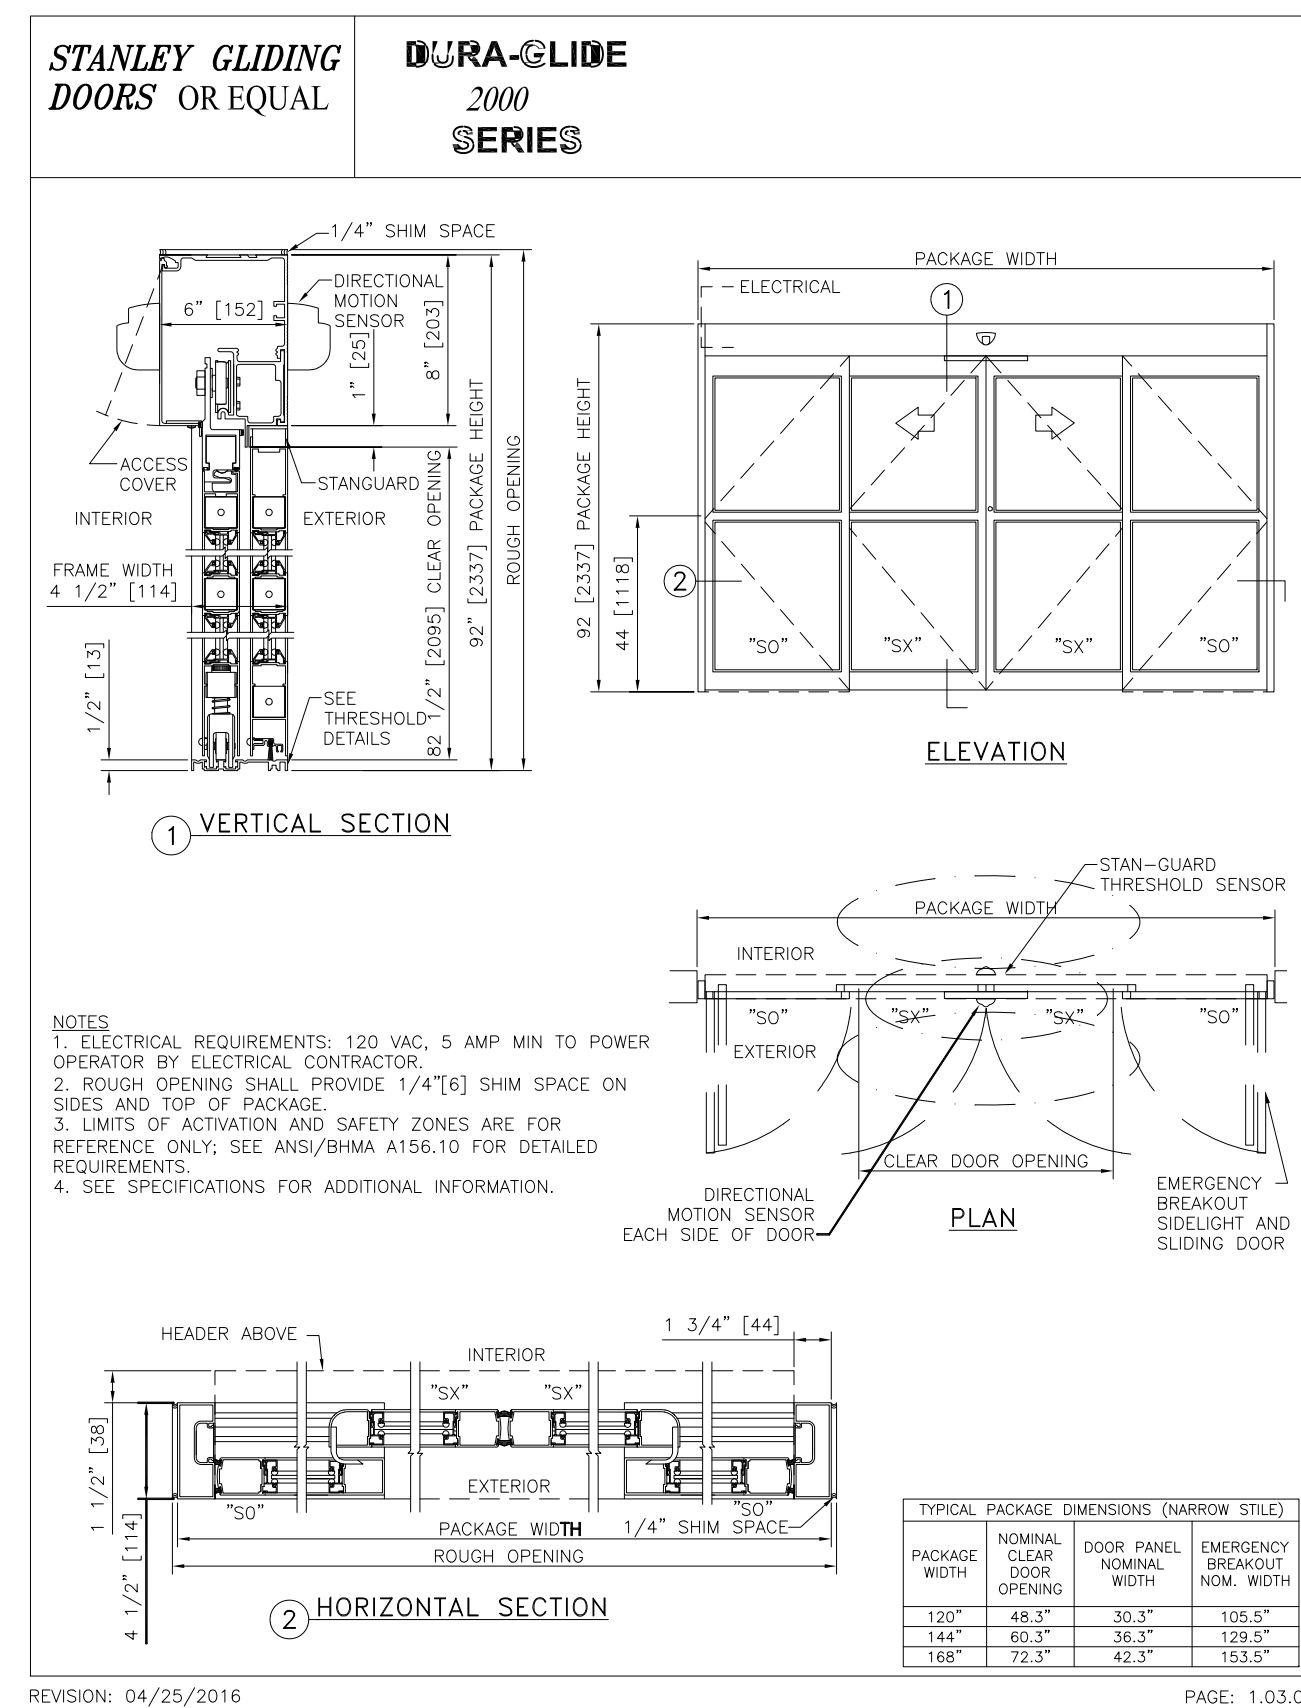 STANLEY GLIDING
DOORS OR EQUAL
DURA-GLIDE
2000
SERIES
1/4" SHIM SPACE
DIRECTIONAL
MOTION
SENSOR
6" [152]
1" [25]
8" [203]
ACCESS
COVER
STANGUARD
INTERIOR
EXTERIOR
FRAME WIDTH
4 1/2" [114]
1/2" [13]
SEE
THRESHOLD
DETAILS
82 1/2" [2095] CLEAR OPENING
92" [2337] PACKAGE HEIGHT
ROUGH OPENING
1 VERTICAL SECTION
PACKAGE WIDTH
ELECTRICAL
1
92 [2337] PACKAGE HEIGHT
44 [1118]
2
"SO"
"SX"
"SX"
"SO"
ELEVATION
STAN-GUARD
THRESHOLD SENSOR
PACKAGE WIDTH
INTERIOR
"SO"
"SX"
"SX"
"SO"
EXTERIOR
CLEAR DOOR OPENING
DIRECTIONAL
MOTION SENSOR
EACH SIDE OF DOOR
PLAN
EMERGENCY
BREAKOUT
SIDELIGHT AND
SLIDING DOOR
NOTES
1. ELECTRICAL REQUIREMENTS: 120 VAC, 5 AMP MIN TO POWER
OPERATOR BY ELECTRICAL CONTRACTOR.
2. ROUGH OPENING SHALL PROVIDE 1/4"[6] SHIM SPACE ON
SIDES AND TOP OF PACKAGE.
3. LIMITS OF ACTIVATION AND SAFETY ZONES ARE FOR
REFERENCE ONLY; SEE ANSI/BHMA A156.10 FOR DETAILED
REQUIREMENTS.
4. SEE SPECIFICATIONS FOR ADDITIONAL INFORMATION.
HEADER ABOVE
INTERIOR
1 3/4" [44]
"SX"
"SX"
1 1/2" [38]
4 1/2" [114]
EXTERIOR
"SO"
"SO"
PACKAGE WIDTH
1/4" SHIM SPACE
ROUGH OPENING
2 HORIZONTAL SECTION
TYPICAL PACKAGE DIMENSIONS (NARROW STILE)
PACKAGE WIDTH
NOMINAL CLEAR DOOR OPENING
DOOR PANEL NOMINAL WIDTH
EMERGENCY BREAKOUT NOM. WIDTH
120" 48.3" 30.3" 105.5"
144" 60.3" 36.3" 129.5"
168" 72.3" 42.3" 153.5"
REVISION: 04/25/2016
PAGE: 1.03.0